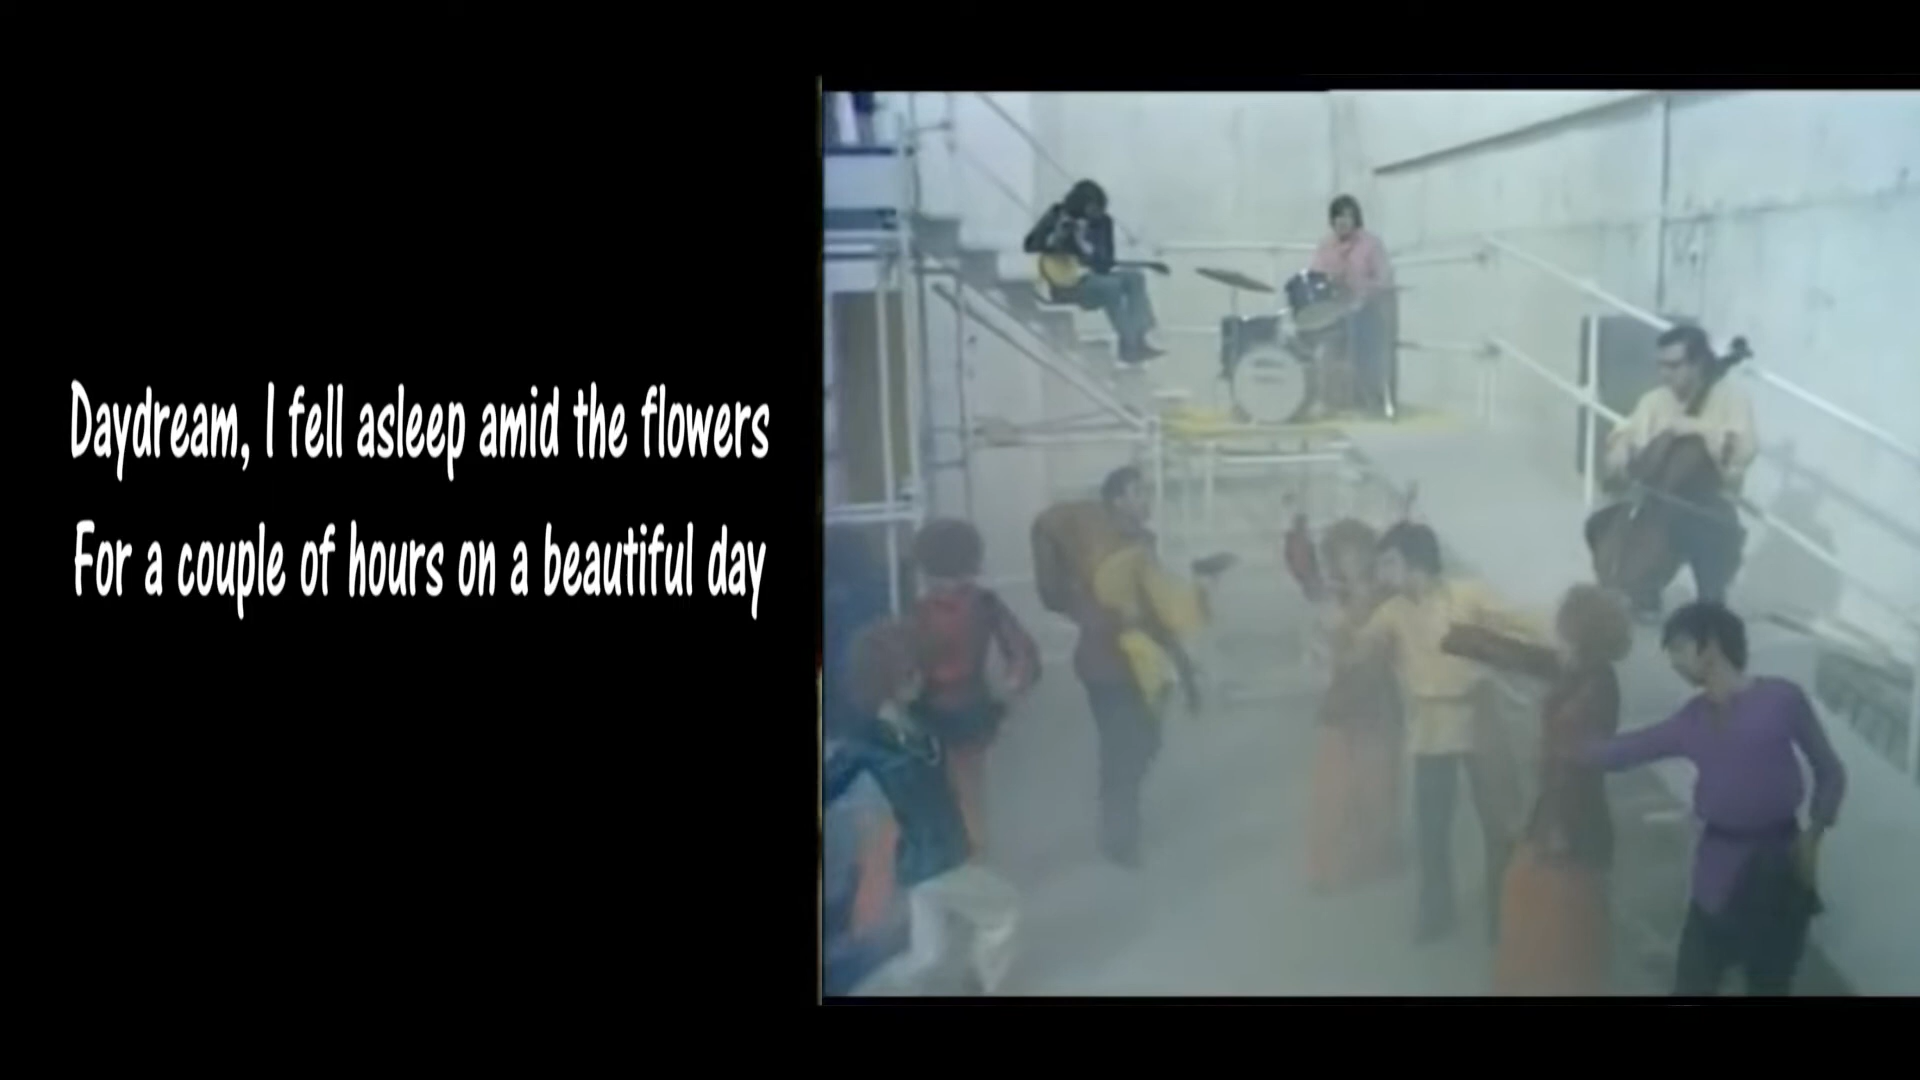 Daydream, I fell asleep amid the flowers
For a couple of hours on a beautiful day